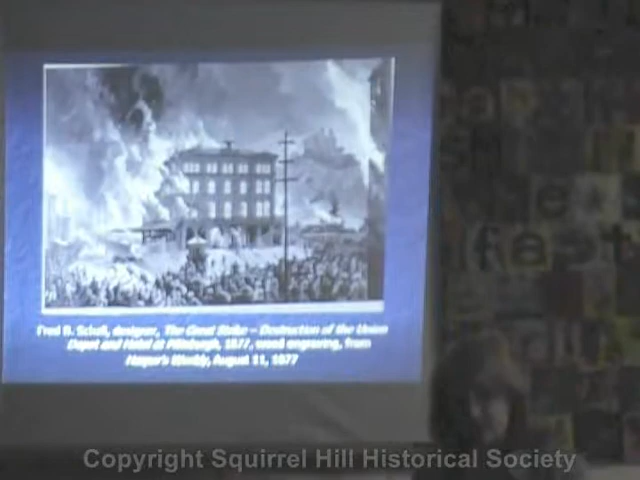 Fred B. Schell, designer, The Great Strike – Destruction of the Union
Depot and Hotel at Pittsburgh, 1877, wood engraving, from
Harper's Weekly, August 11, 1877
Copyright Squirrel Hill Historical Society